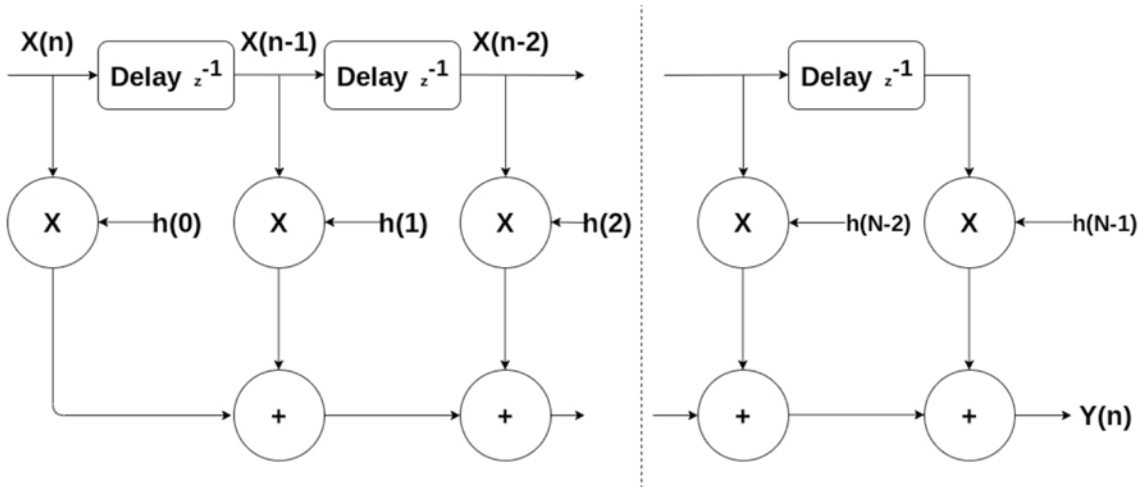 X(n)
Delay z-1
X(n-1)
Delay z-1
X(n-2)
Delay z-1
X
h(0)
X
h(1)
X
h(2)
X
h(N-2)
X
h(N-1)
+
+
+
+
Y(n)